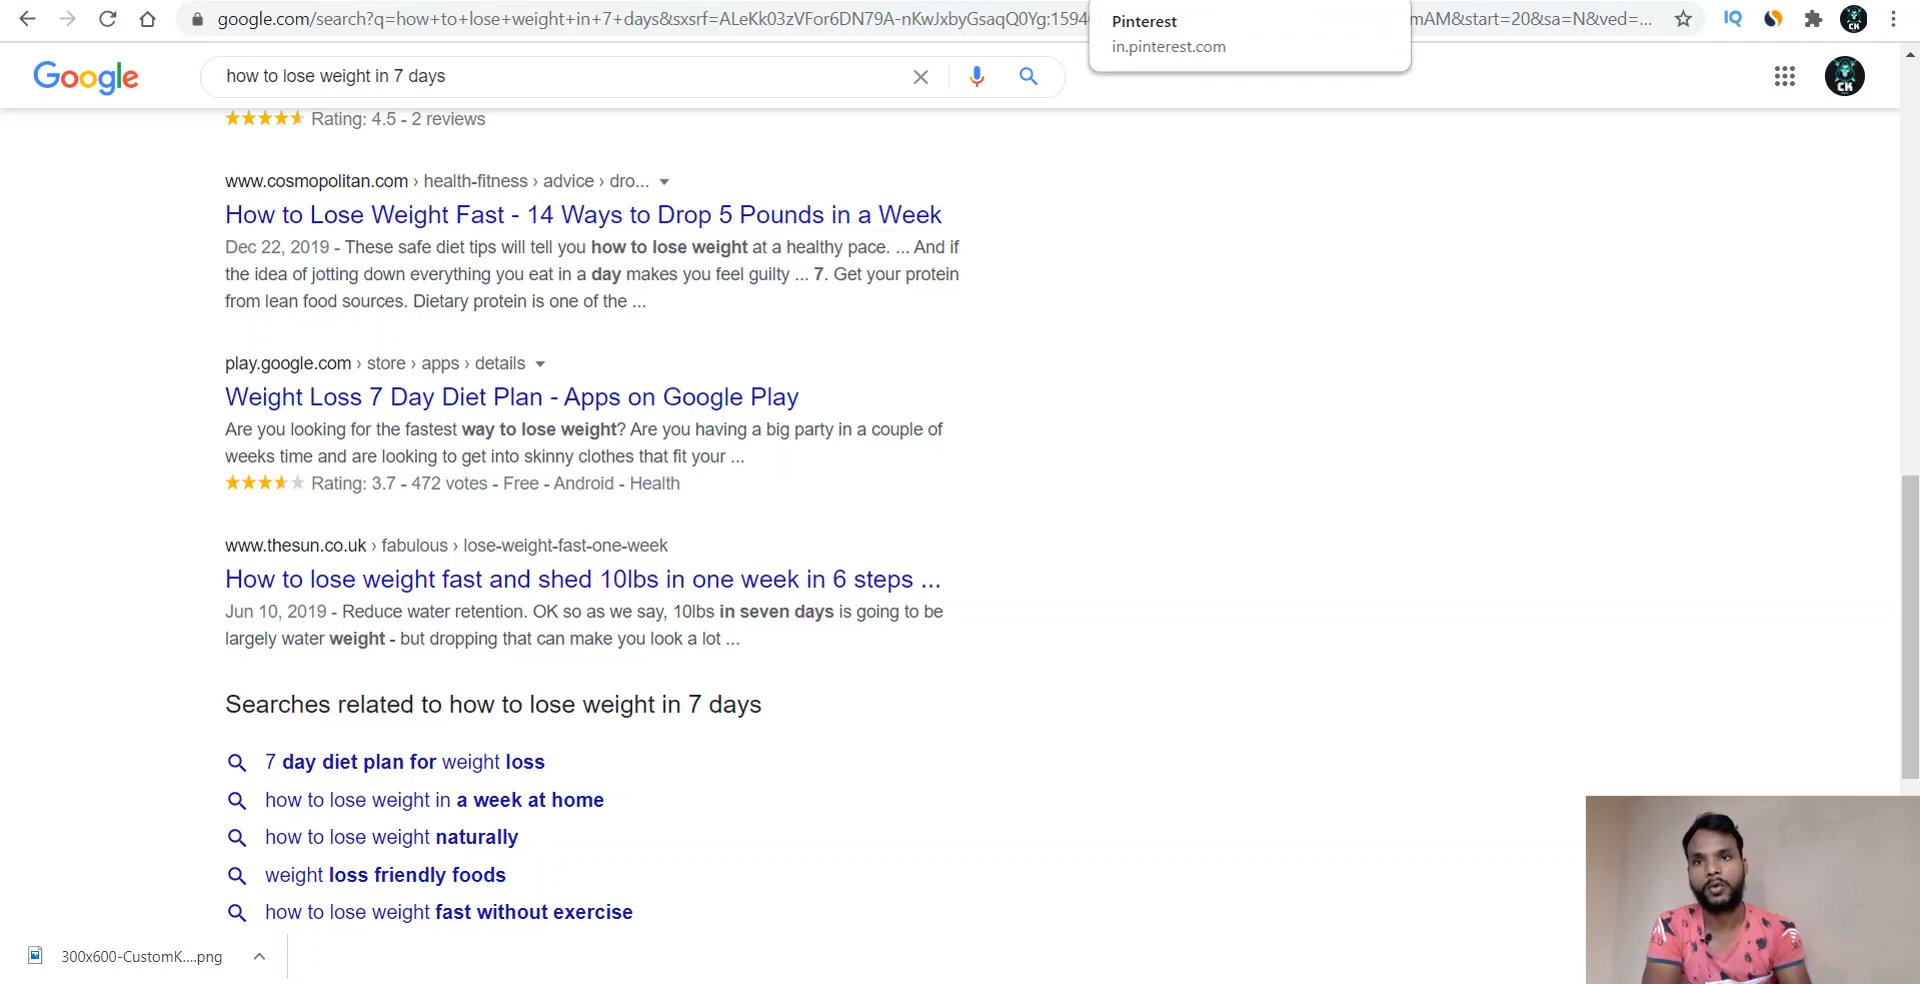 google.com/search?q=how+to+lose+weight+in+7+days&sxsrf=ALeKk03zVFor6DN79A-nKwJxbyGsaqQ0Yg:1594
Pinterest
in.pinterest.com
mAM&start=20&sa=N&ved=...
IQ
CK
Google
how to lose weight in 7 days
CK
Rating: 4.5 - 2 reviews
www.cosmopolitan.com › health-fitness › advice › dro...
How to Lose Weight Fast - 14 Ways to Drop 5 Pounds in a Week
Dec 22, 2019 - These safe diet tips will tell you how to lose weight at a healthy pace. ... And if
the idea of jotting down everything you eat in a day makes you feel guilty ... 7. Get your protein
from lean food sources. Dietary protein is one of the ...
play.google.com › store › apps › details
Weight Loss 7 Day Diet Plan - Apps on Google Play
Are you looking for the fastest way to lose weight? Are you having a big party in a couple of
weeks time and are looking to get into skinny clothes that fit your ...
Rating: 3.7 - 472 votes - Free - Android - Health
www.thesun.co.uk › fabulous › lose-weight-fast-one-week
How to lose weight fast and shed 10lbs in one week in 6 steps ...
Jun 10, 2019 - Reduce water retention. OK so as we say, 10lbs in seven days is going to be
largely water weight - but dropping that can make you look a lot ...
Searches related to how to lose weight in 7 days
7 day diet plan for weight loss
how to lose weight in a week at home
how to lose weight naturally
weight loss friendly foods
how to lose weight fast without exercise
300x600-CustomK....png